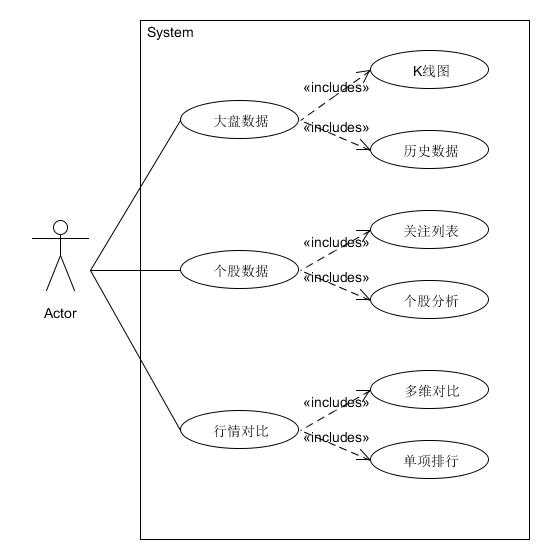 System
K线图
«includes»
大盘数据
«includes»
历史数据
关注列表
«includes»
个股数据
«includes»
个股分析
Actor
多维对比
«includes»
行情对比
«includes»
单项排行